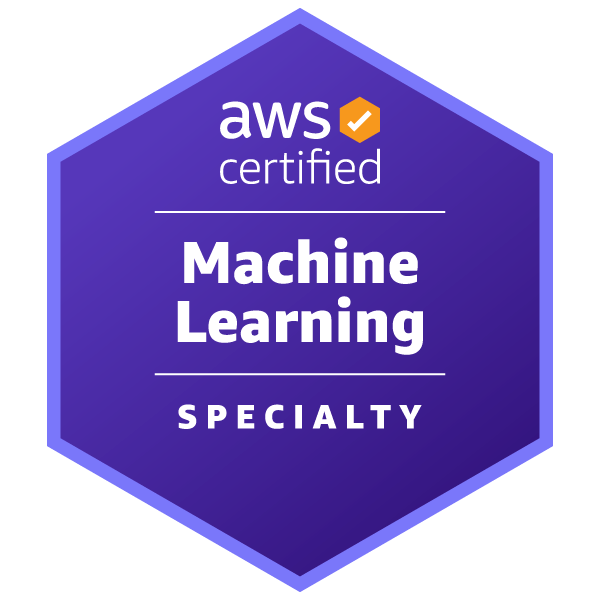 aws
certified
Machine
Learning
SPECIALTY